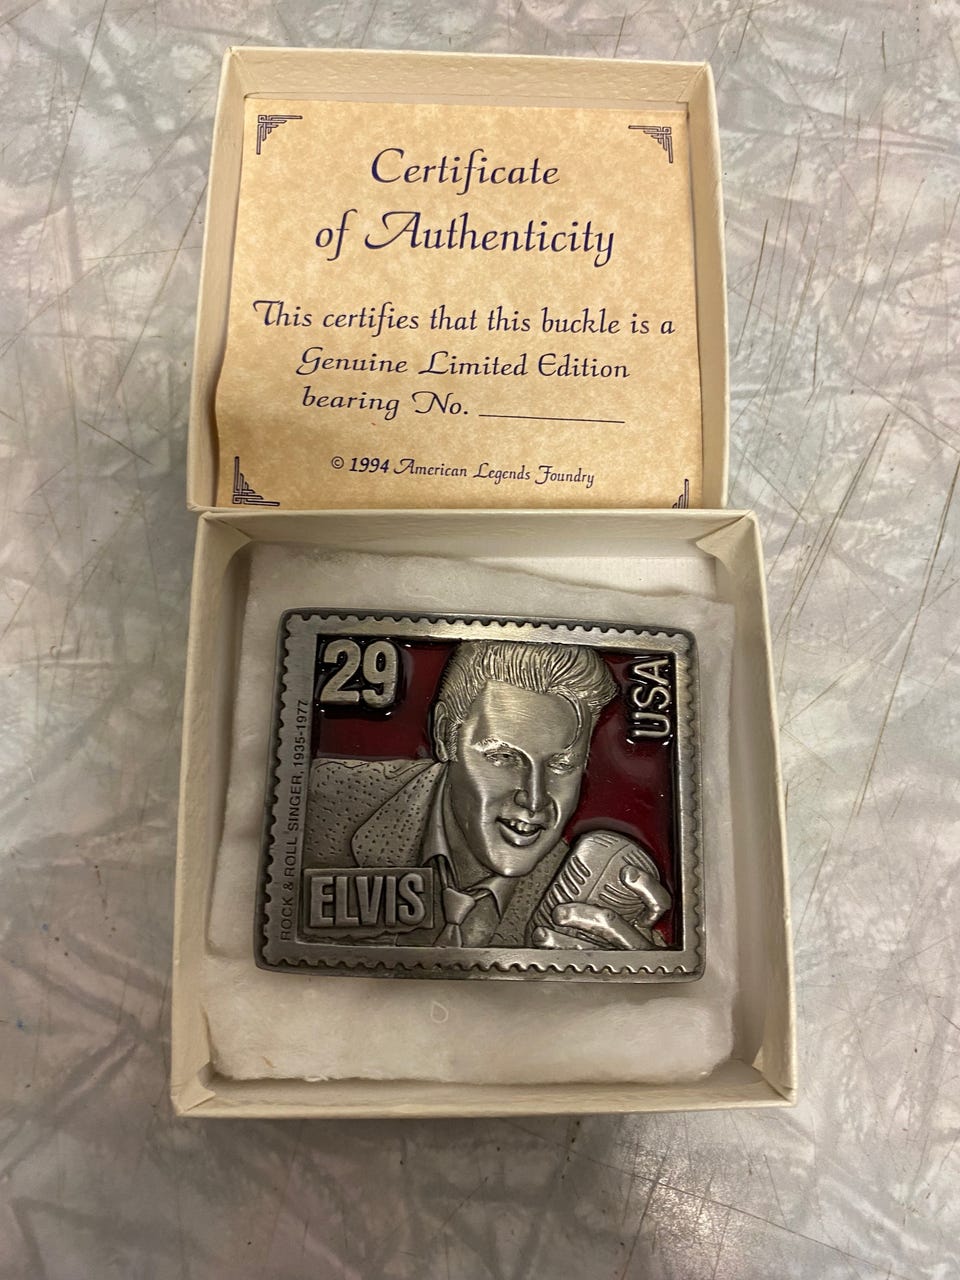 Certificate
of Authenticity
This certifies that this buckle is a
Genuine Limited Edition
bearing No. ____________
© 1994 American Legends Foundry
29
USA
ROCK & ROLL SINGER, 1935-1977
ELVIS